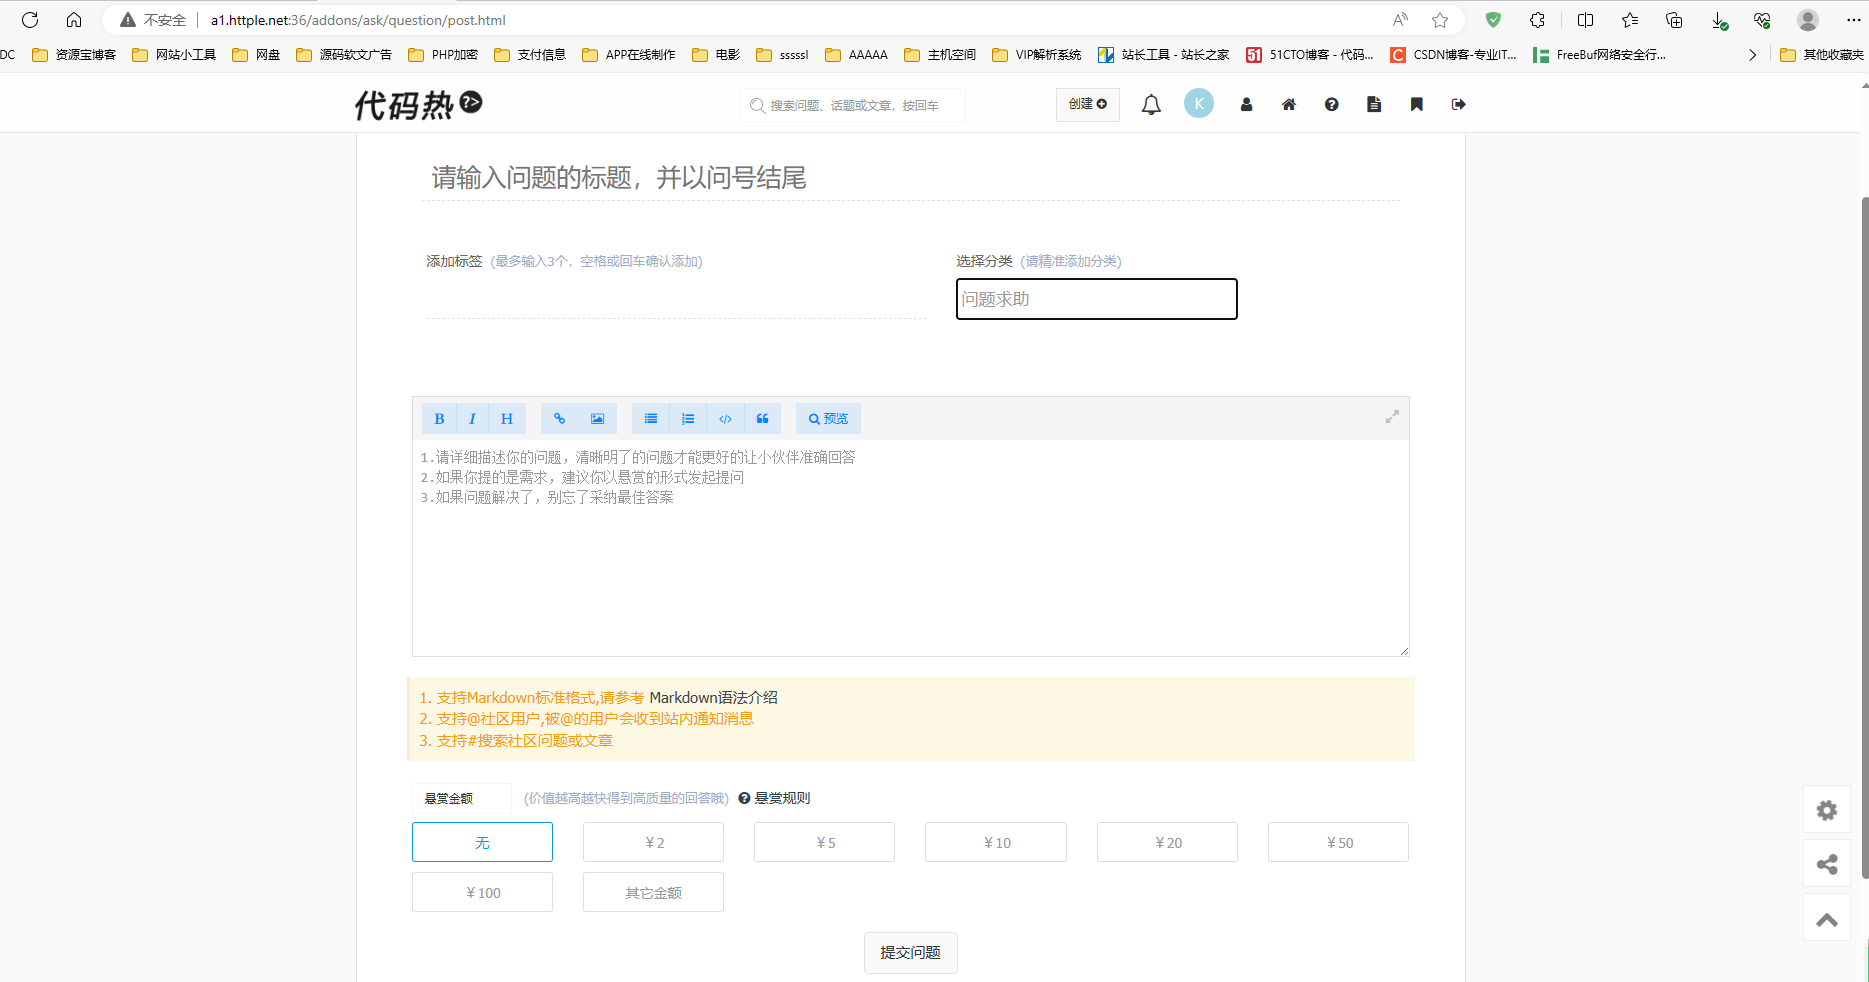 不安全 a1.httple.net:36/addons/ask/question/post.html
DC 资源宝博客 网站小工具 网盘 源码软文广告 PHP加密 支付信息 APP在线制作 电影 sssssl AAAAA 主机空间 VIP解析系统 站长工具 - 站长之家 51CTO博客 - 代码... CSDN博客-专业IT... FreeBuf网络安全行... 其他收藏夹
代码热 搜索问题、话题或文章，按回车 创建 K
请输入问题的标题，并以问号结尾
添加标签 (最多输入3个，空格或回车确认添加) 选择分类 (请精准添加分类)
问题求助
B I H 预览
1.请详细描述你的问题，清晰明了的问题才能更好的让小伙伴准确回答
2.如果你提的是需求，建议你以悬赏的形式发起提问
3.如果问题解决了，别忘了采纳最佳答案
1. 支持Markdown标准格式,请参考 Markdown语法介绍
2. 支持@社区用户,被@的用户会收到站内通知消息
3. 支持#搜索社区问题或文章
悬赏金额 (价值越高越快得到高质量的回答哦) 悬赏规则
无 ¥2 ¥5 ¥10 ¥20 ¥50
¥100 其它金额
提交问题